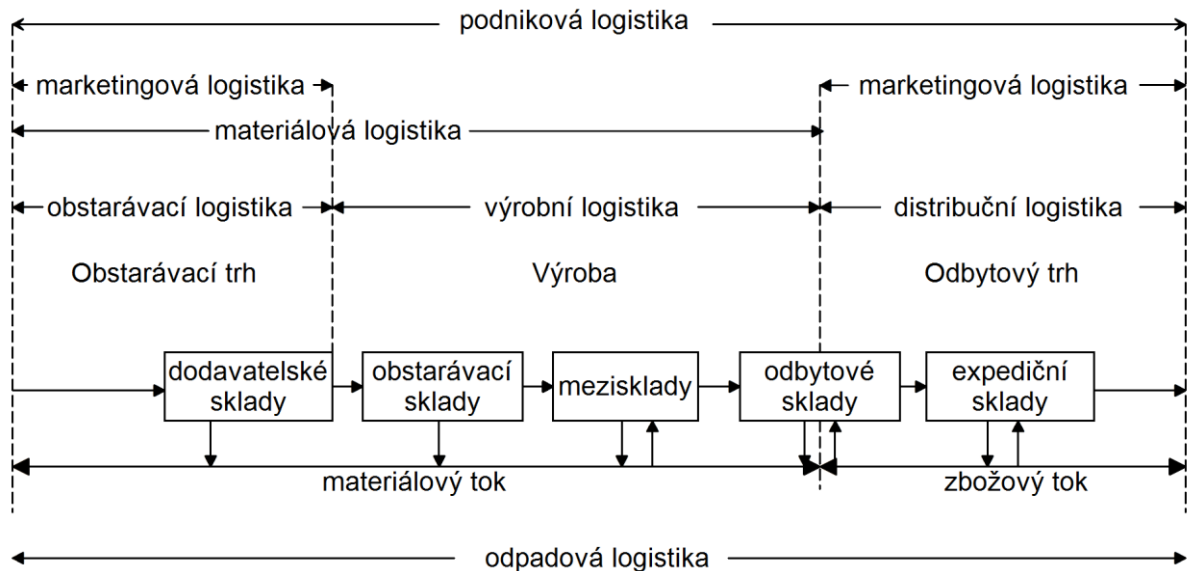 podniková logistika
marketingová logistika
marketingová logistika
materiálová logistika
obstarávací logistika
výrobní logistika
distribuční logistika
Obstarávací trh
Výroba
Odbytový trh
dodavatelské
sklady
obstarávací
sklady
mezisklady
odbytové
sklady
expediční
sklady
materiálový tok
zbožový tok
odpadová logistika